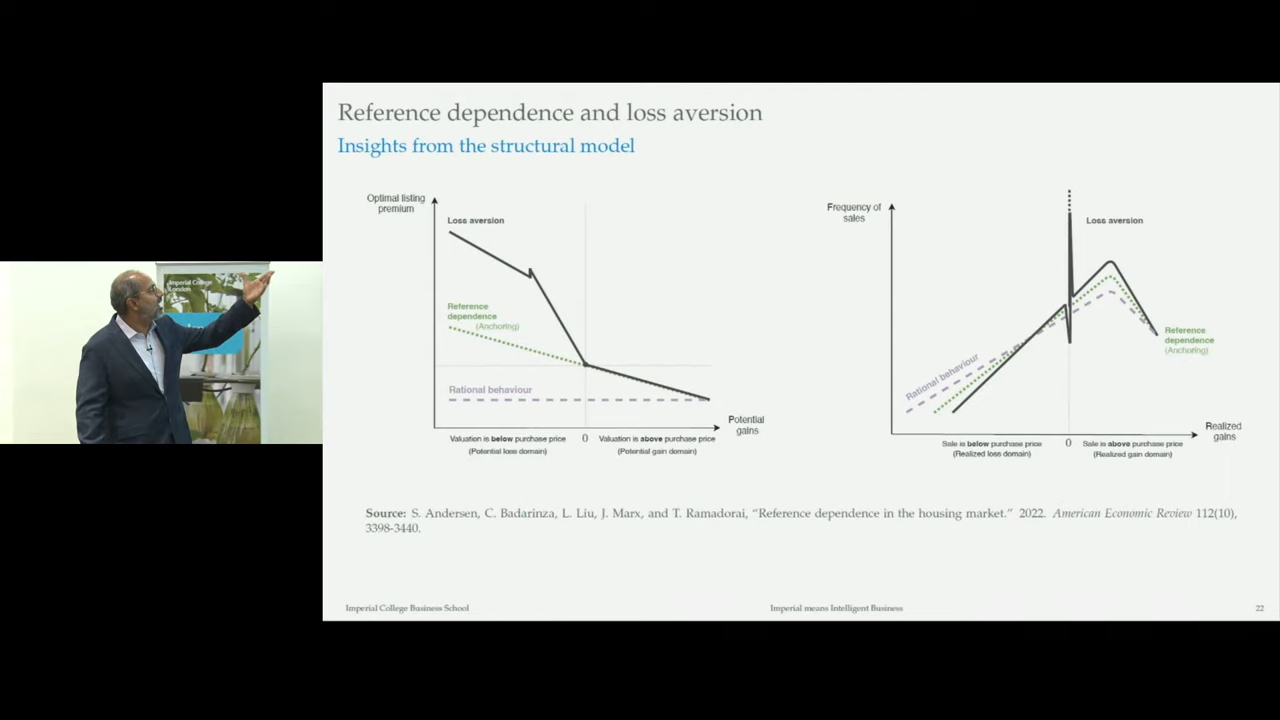 Reference dependence and loss aversion
Insights from the structural model
Optimal listing
premium
Loss aversion
Reference
dependence
(Anchoring)
Rational behaviour
Potential
gains
Valuation is below purchase price
(Potential loss domain)
0
Valuation is above purchase price
(Potential gain domain)
Frequency of
sales
Loss aversion
Reference
dependence
(Anchoring)
Rational behaviour
Realized
gains
Sale is below purchase price
(Realized loss domain)
0
Sale is above purchase price
(Realized gain domain)
Source: S. Andersen, C. Badarinza, L. Liu, J. Marx, and T. Ramadorai, “Reference dependence in the housing market.” 2022. American Economic Review 112(10),
3398-3440.
Imperial College Business School
Imperial means Intelligent Business
22
Imperial College
London